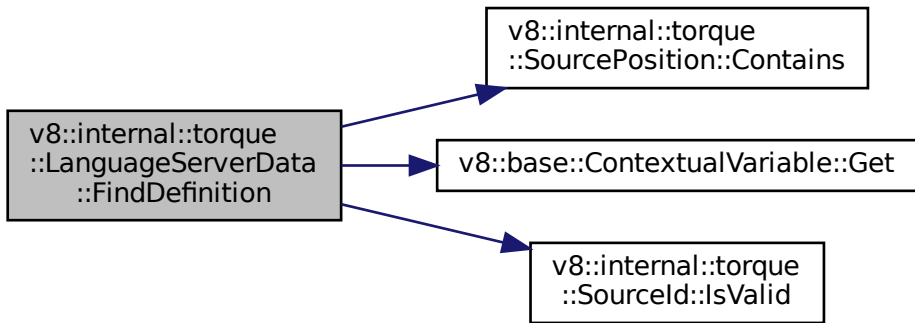 v8::internal::torque
::LanguageServerData
::FindDefinition
v8::internal::torque
::SourcePosition::Contains
v8::base::ContextualVariable::Get
v8::internal::torque
::SourceId::IsValid